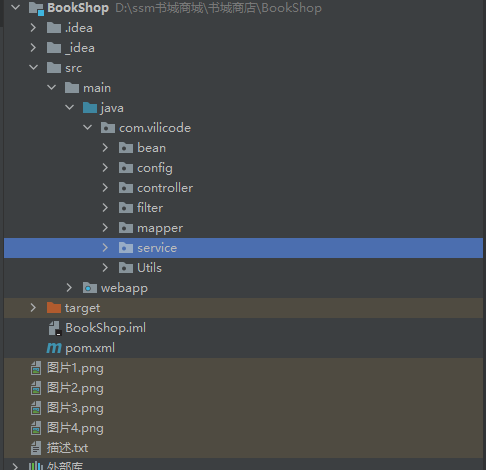 BookShop D:\ssm书城商城\书城商店\BookShop
.idea
_idea
src
main
java
com.vilicode
bean
config
controller
filter
mapper
service
Utils
webapp
target
BookShop.iml
pom.xml
图片1.png
图片2.png
图片3.png
图片4.png
描述.txt
外部库